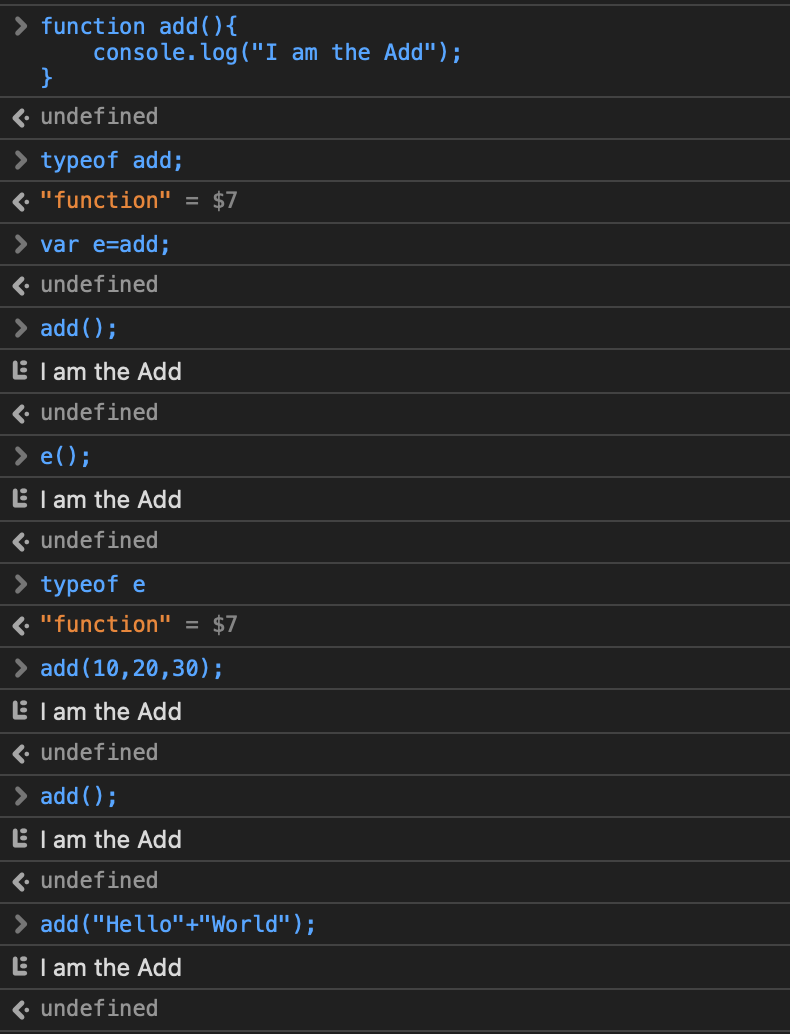 function add(){
    console.log("I am the Add");
}
undefined
typeof add;
"function" = $7
var e=add;
undefined
add();
I am the Add
undefined
e();
I am the Add
undefined
typeof e
"function" = $7
add(10,20,30);
I am the Add
undefined
add();
I am the Add
undefined
add("Hello"+"World");
I am the Add
undefined